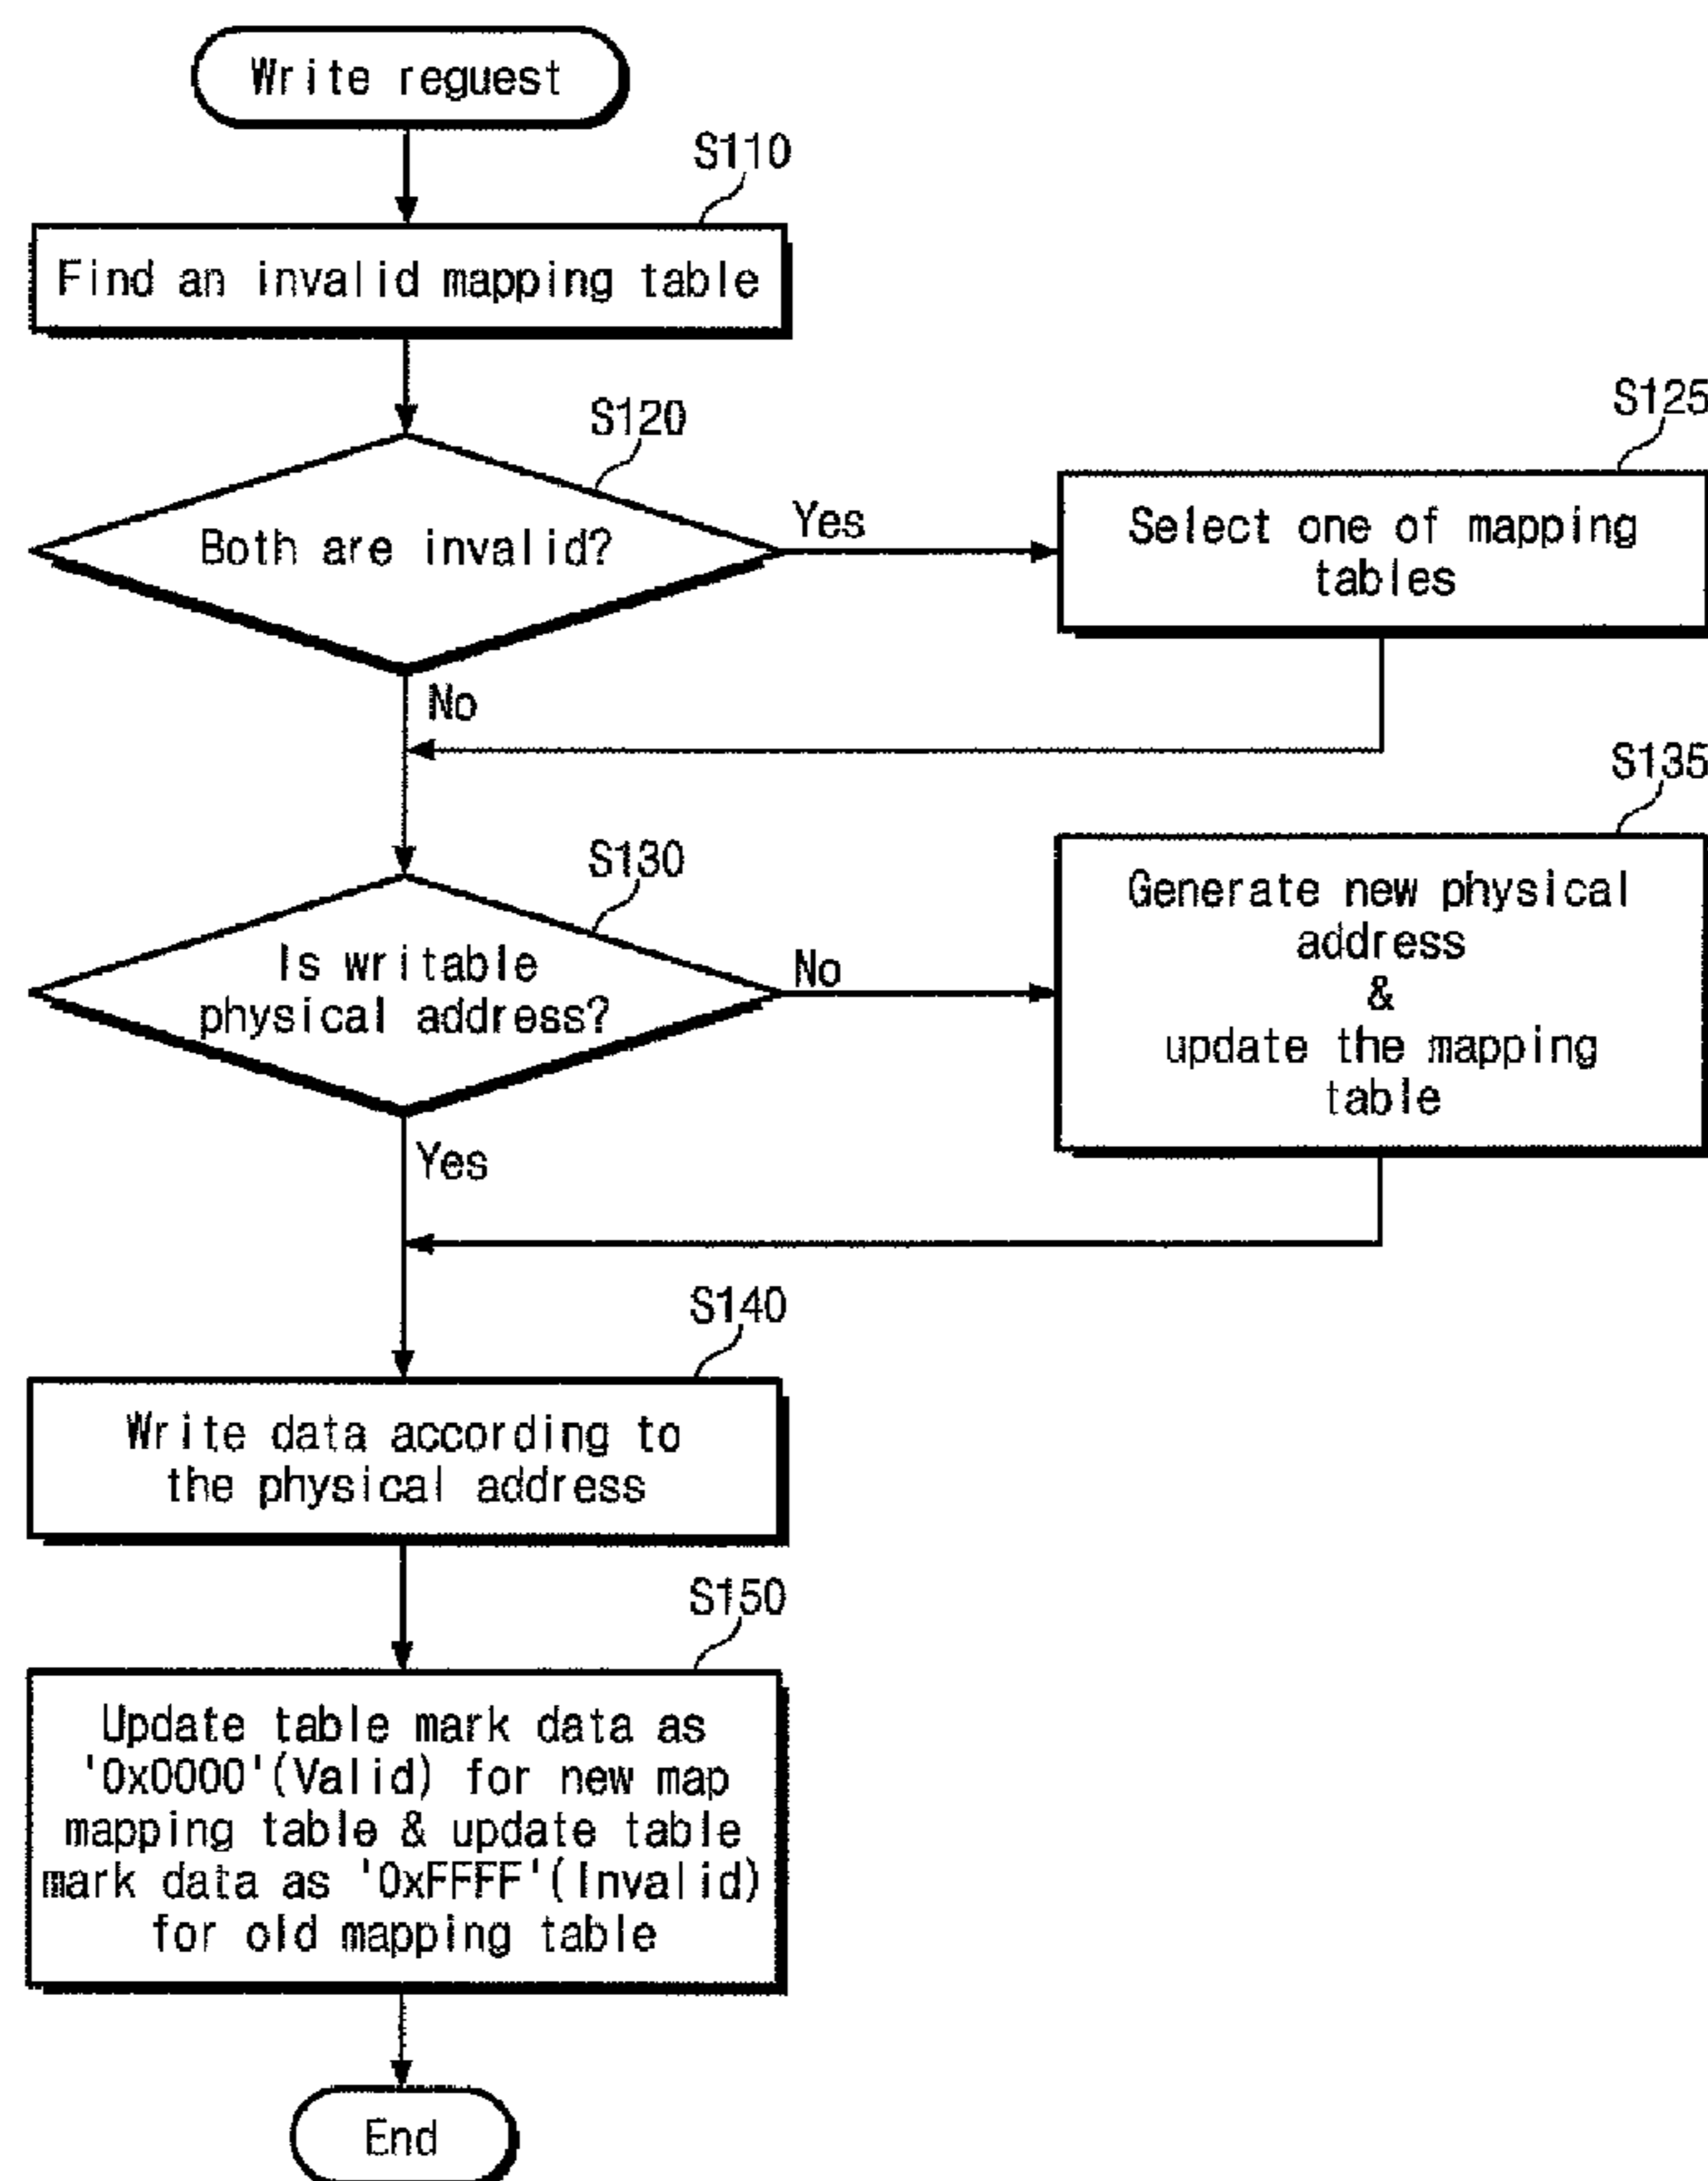 Write reguest
S110
Find an invalid mapping table
S120
Both are invalid?
Yes
S125
Select one of mapping
tables
No
S130
Is writable
physical address?
No
S135
Generate new physical
address
&
update the mapping
table
Yes
S140
Write data according to
the physical address
S150
Update table mark data as
'0x0000'(Valid) for new map
mapping table & update table
mark data as '0xFFFF'(Invalid)
for old mapping table
End